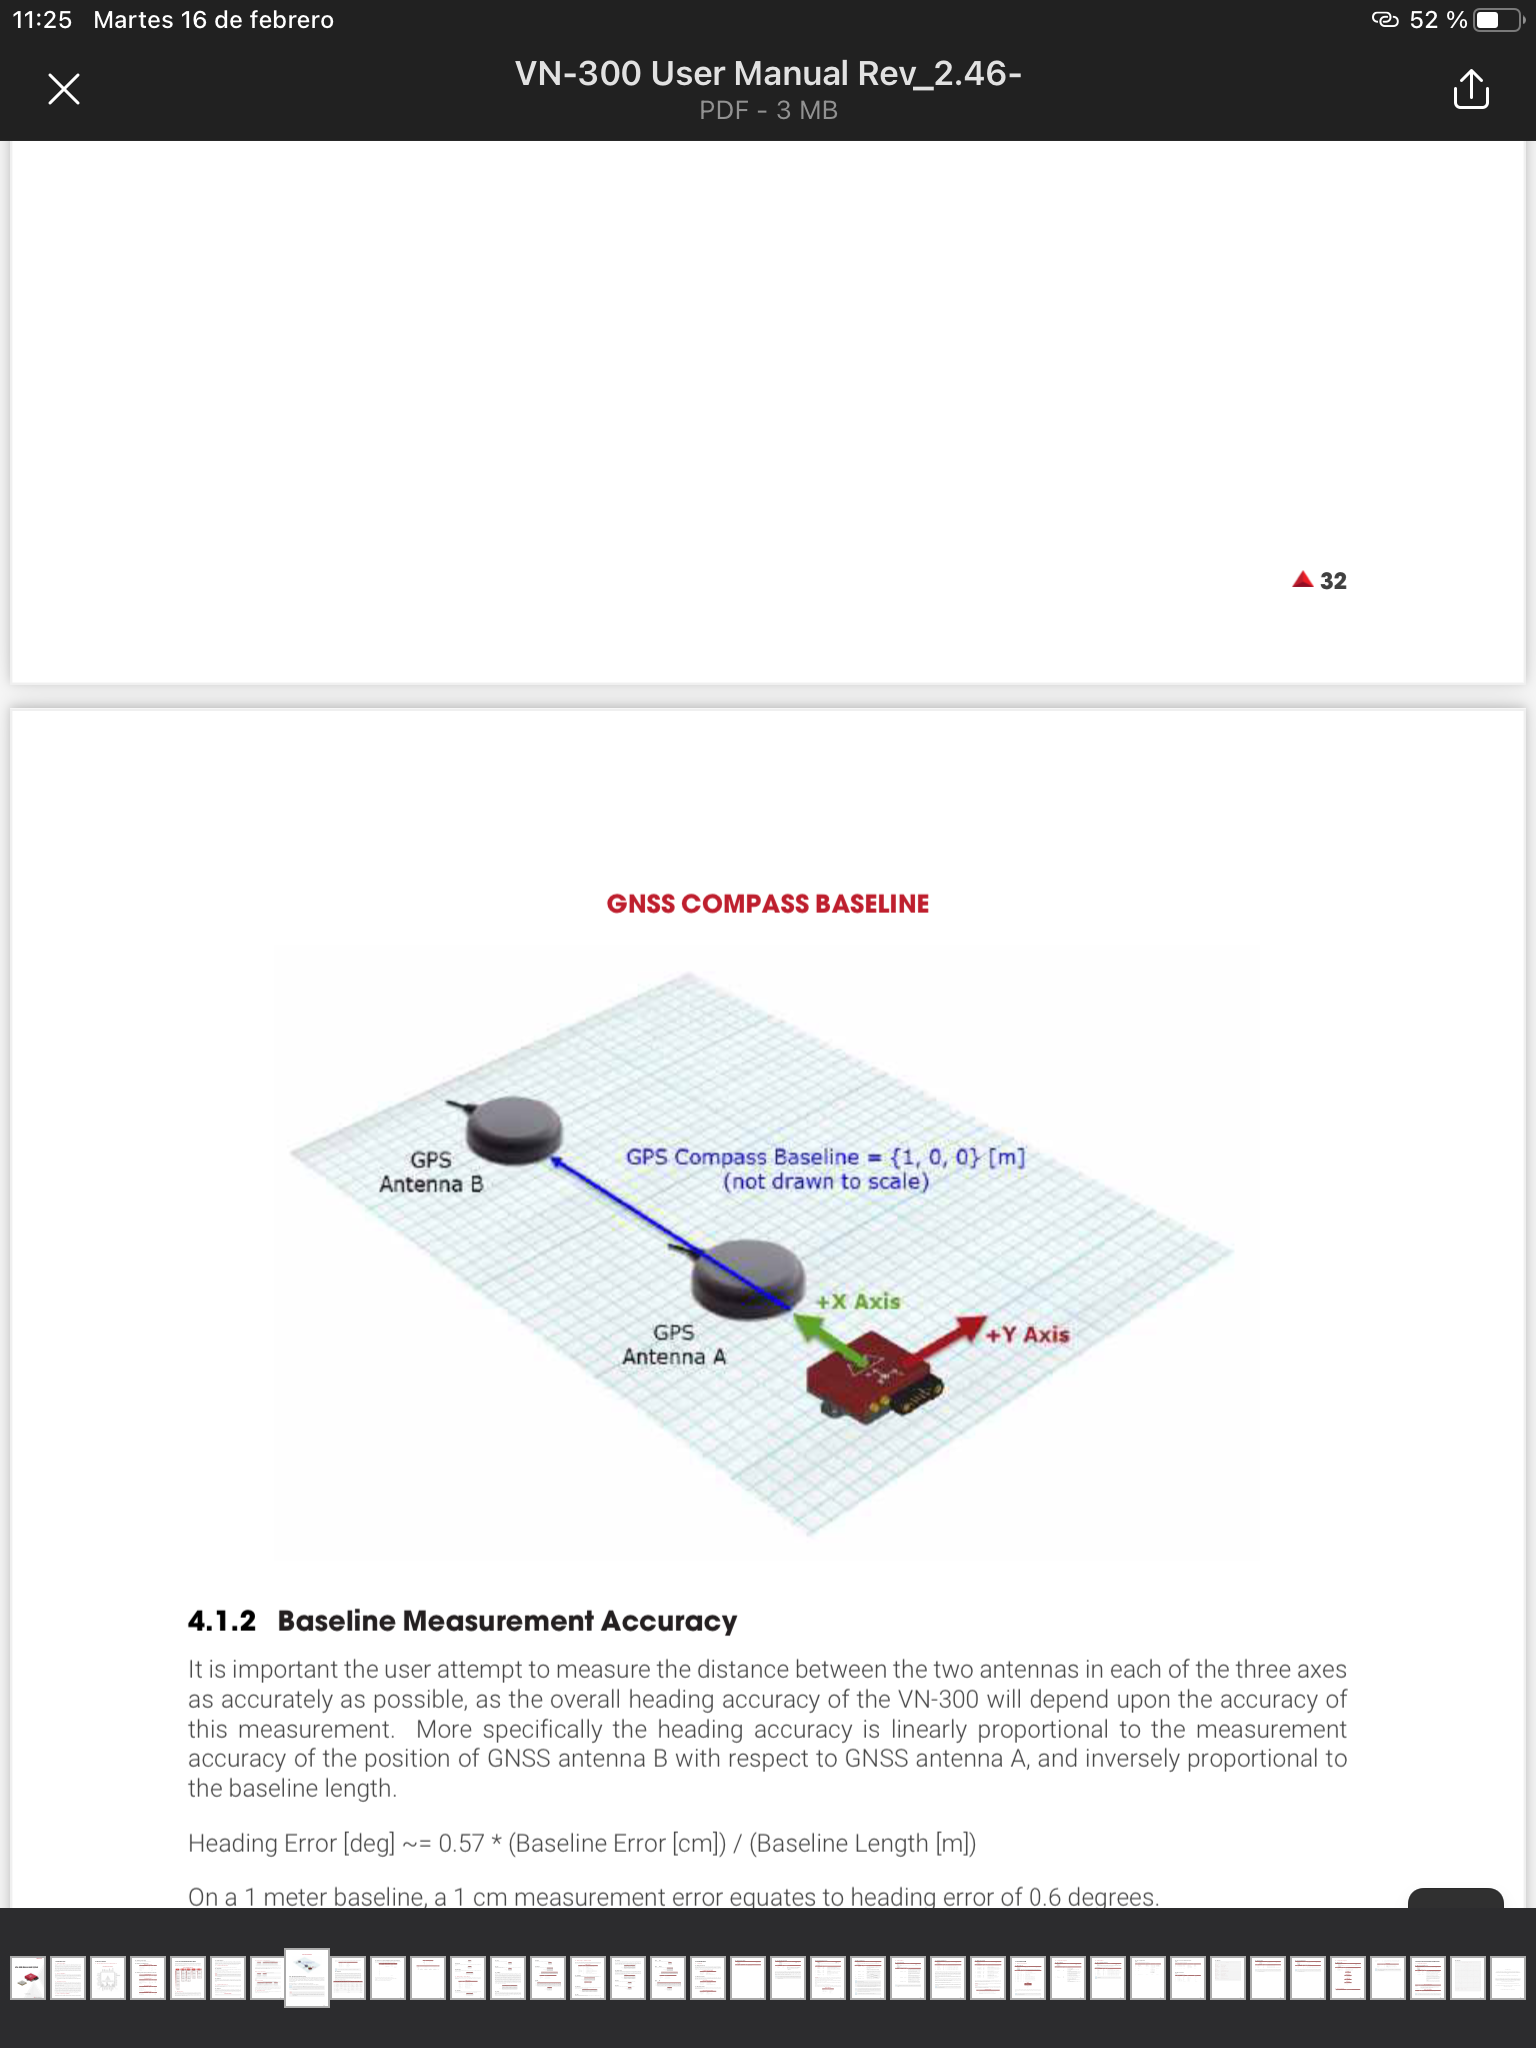 11:25 Martes 16 de febrero 52 %
VN-300 User Manual Rev_2.46-
PDF - 3 MB
32
GNSS COMPASS BASELINE
GPS
Antenna B
GPS Compass Baseline = {1, 0, 0} [m]
(not drawn to scale)
+X Axis
+Y Axis
GPS
Antenna A
4.1.2 Baseline Measurement Accuracy
It is important the user attempt to measure the distance between the two antennas in each of the three axes
as accurately as possible, as the overall heading accuracy of the VN-300 will depend upon the accuracy of
this measurement. More specifically the heading accuracy is linearly proportional to the measurement
accuracy of the position of GNSS antenna B with respect to GNSS antenna A, and inversely proportional to
the baseline length.
Heading Error [deg] ~= 0.57 * (Baseline Error [cm]) / (Baseline Length [m])
On a 1 meter baseline, a 1 cm measurement error equates to heading error of 0.6 degrees.